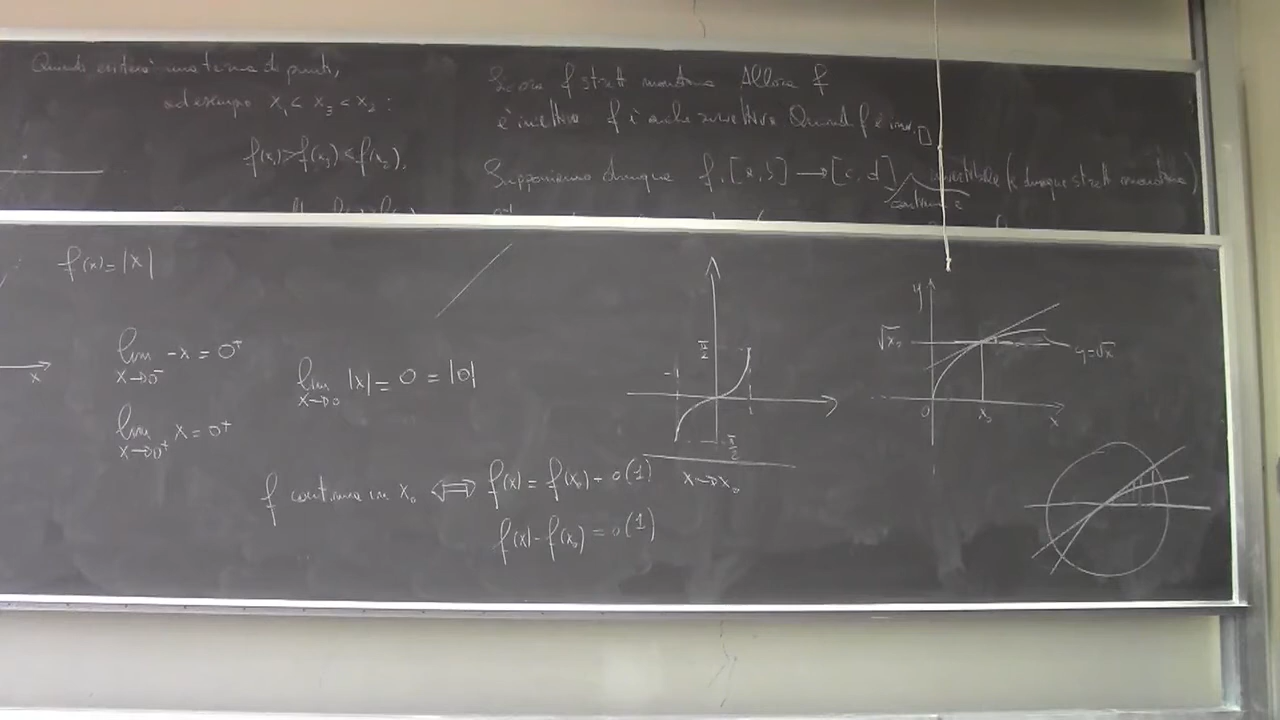 Quindi esisterà una terna di punti,
ad esempio x₁ < x₃ < x₂ :
f(x₁) > f(x₃) < f(x₂),
f strett monotona Allora f
è iniettiva f è anche suriettiva Quindi f è inv. □
Supponiamo dunque f: [a,b] → [c,d] invertibile (e dunque strett monotona)
continua e
f(x) = |x|
lim -x = 0⁺
x→0⁻
x
lim |x| = 0 = |0|
x→0
lim x = 0⁺
x→0⁺
f continua in x₀ ⟺ f(x) = f(x₀) + o(1) x→x₀
f(x) - f(x₀) = o(1)
π/2
-1
1
-π/2
y
√x₀
y=√x
0
x₀
x